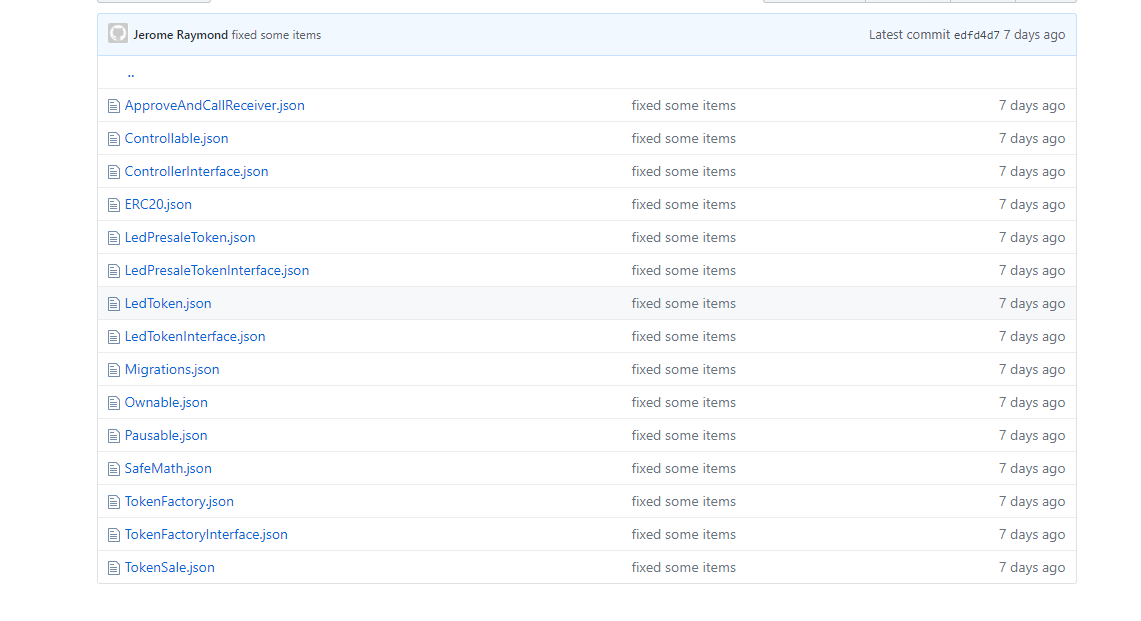 Jerome Raymond fixed some items Latest commit edfd4d7 7 days ago
..
ApproveAndCallReceiver.json fixed some items 7 days ago
Controllable.json fixed some items 7 days ago
ControllerInterface.json fixed some items 7 days ago
ERC20.json fixed some items 7 days ago
LedPresaleToken.json fixed some items 7 days ago
LedPresaleTokenInterface.json fixed some items 7 days ago
LedToken.json fixed some items 7 days ago
LedTokenInterface.json fixed some items 7 days ago
Migrations.json fixed some items 7 days ago
Ownable.json fixed some items 7 days ago
Pausable.json fixed some items 7 days ago
SafeMath.json fixed some items 7 days ago
TokenFactory.json fixed some items 7 days ago
TokenFactoryInterface.json fixed some items 7 days ago
TokenSale.json fixed some items 7 days ago